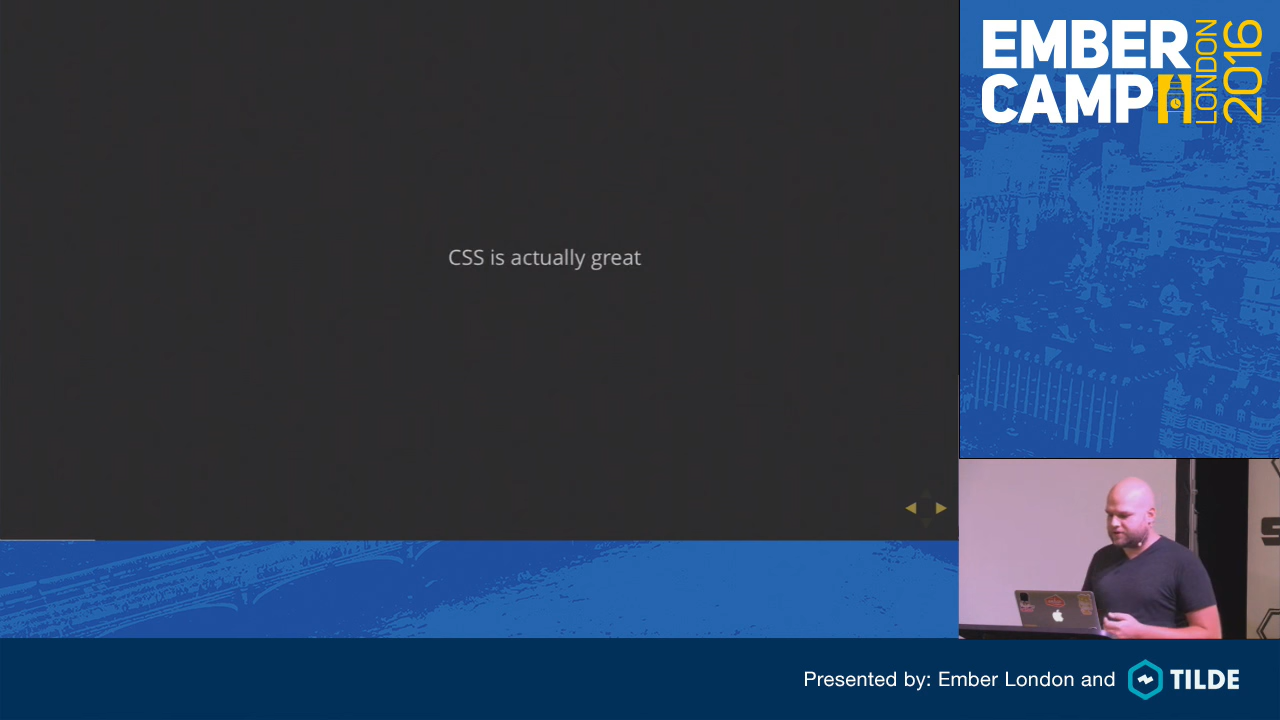 CSS is actually great
EMBER
CAMP
LONDON
2016
Presented by: Ember London and
TILDE